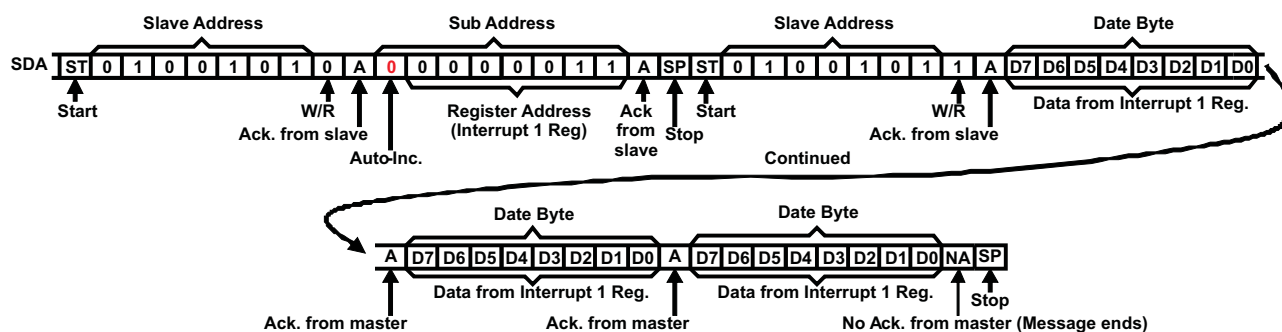 Slave Address Sub Address Slave Address Date Byte
SDA ST 0 1 0 0 1 0 1 0 A 0 0 0 0 0 0 1 1 A SP ST 0 1 0 0 1 0 1 1 A D7 D6 D5 D4 D3 D2 D1 D0
Start W/R Register Address Ack Start W/R Data from Interrupt 1 Reg.
Ack. from slave (Interrupt 1 Reg) from Stop Ack. from slave
slave
Auto-Inc. Continued
Date Byte Date Byte
A D7 D6 D5 D4 D3 D2 D1 D0 A D7 D6 D5 D4 D3 D2 D1 D0 NA SP
Data from Interrupt 1 Reg. Data from Interrupt 1 Reg. Stop
Ack. from master Ack. from master No Ack. from master (Message ends)